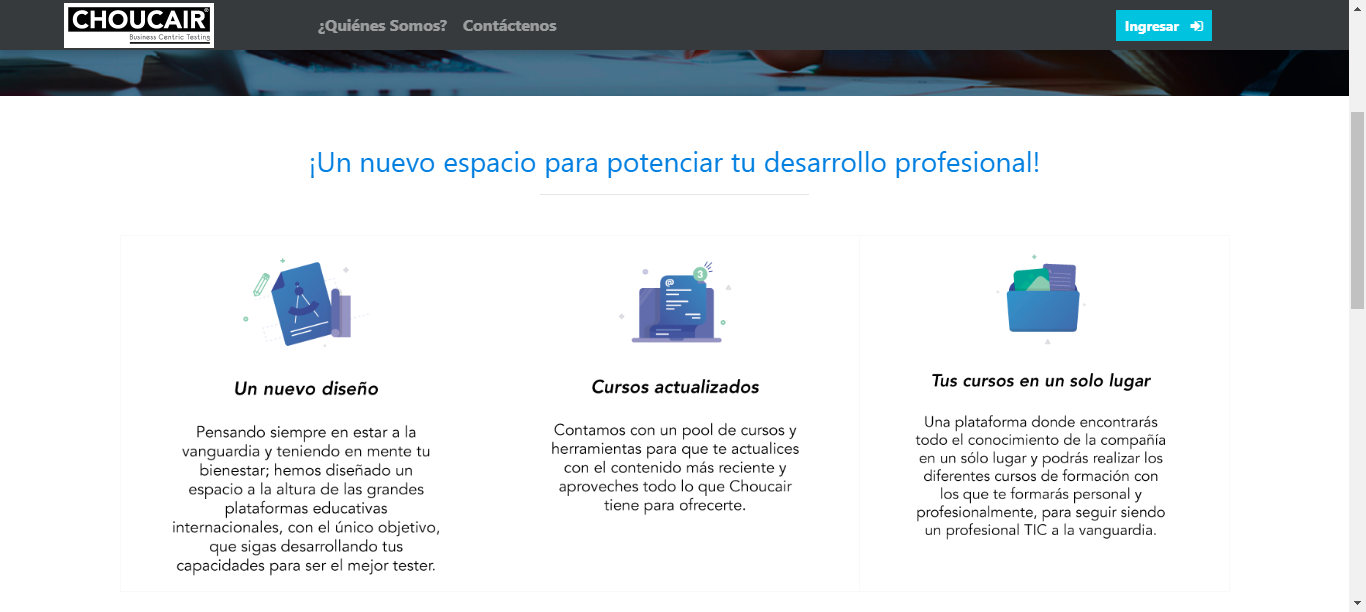 CHOUCAIR®
Business Centric Testing
¿Quiénes Somos?
Contáctenos
Ingresar
¡Un nuevo espacio para potenciar tu desarrollo profesional!
Un nuevo diseño
Pensando siempre en estar a la
vanguardia y teniendo en mente tu
bienestar; hemos diseñado un
espacio a la altura de las grandes
plataformas educativas
internacionales, con el único objetivo,
que sigas desarrollando tus
capacidades para ser el mejor tester.
@
3
Cursos actualizados
Contamos con un pool de cursos y
herramientas para que te actualices
con el contenido más reciente y
aproveches todo lo que Choucair
tiene para ofrecerte.
Tus cursos en un solo lugar
Una plataforma donde encontrarás
todo el conocimiento de la compañía
en un sólo lugar y podrás realizar los
diferentes cursos de formación con
los que te formarás personal y
profesionalmente, para seguir siendo
un profesional TIC a la vanguardia.